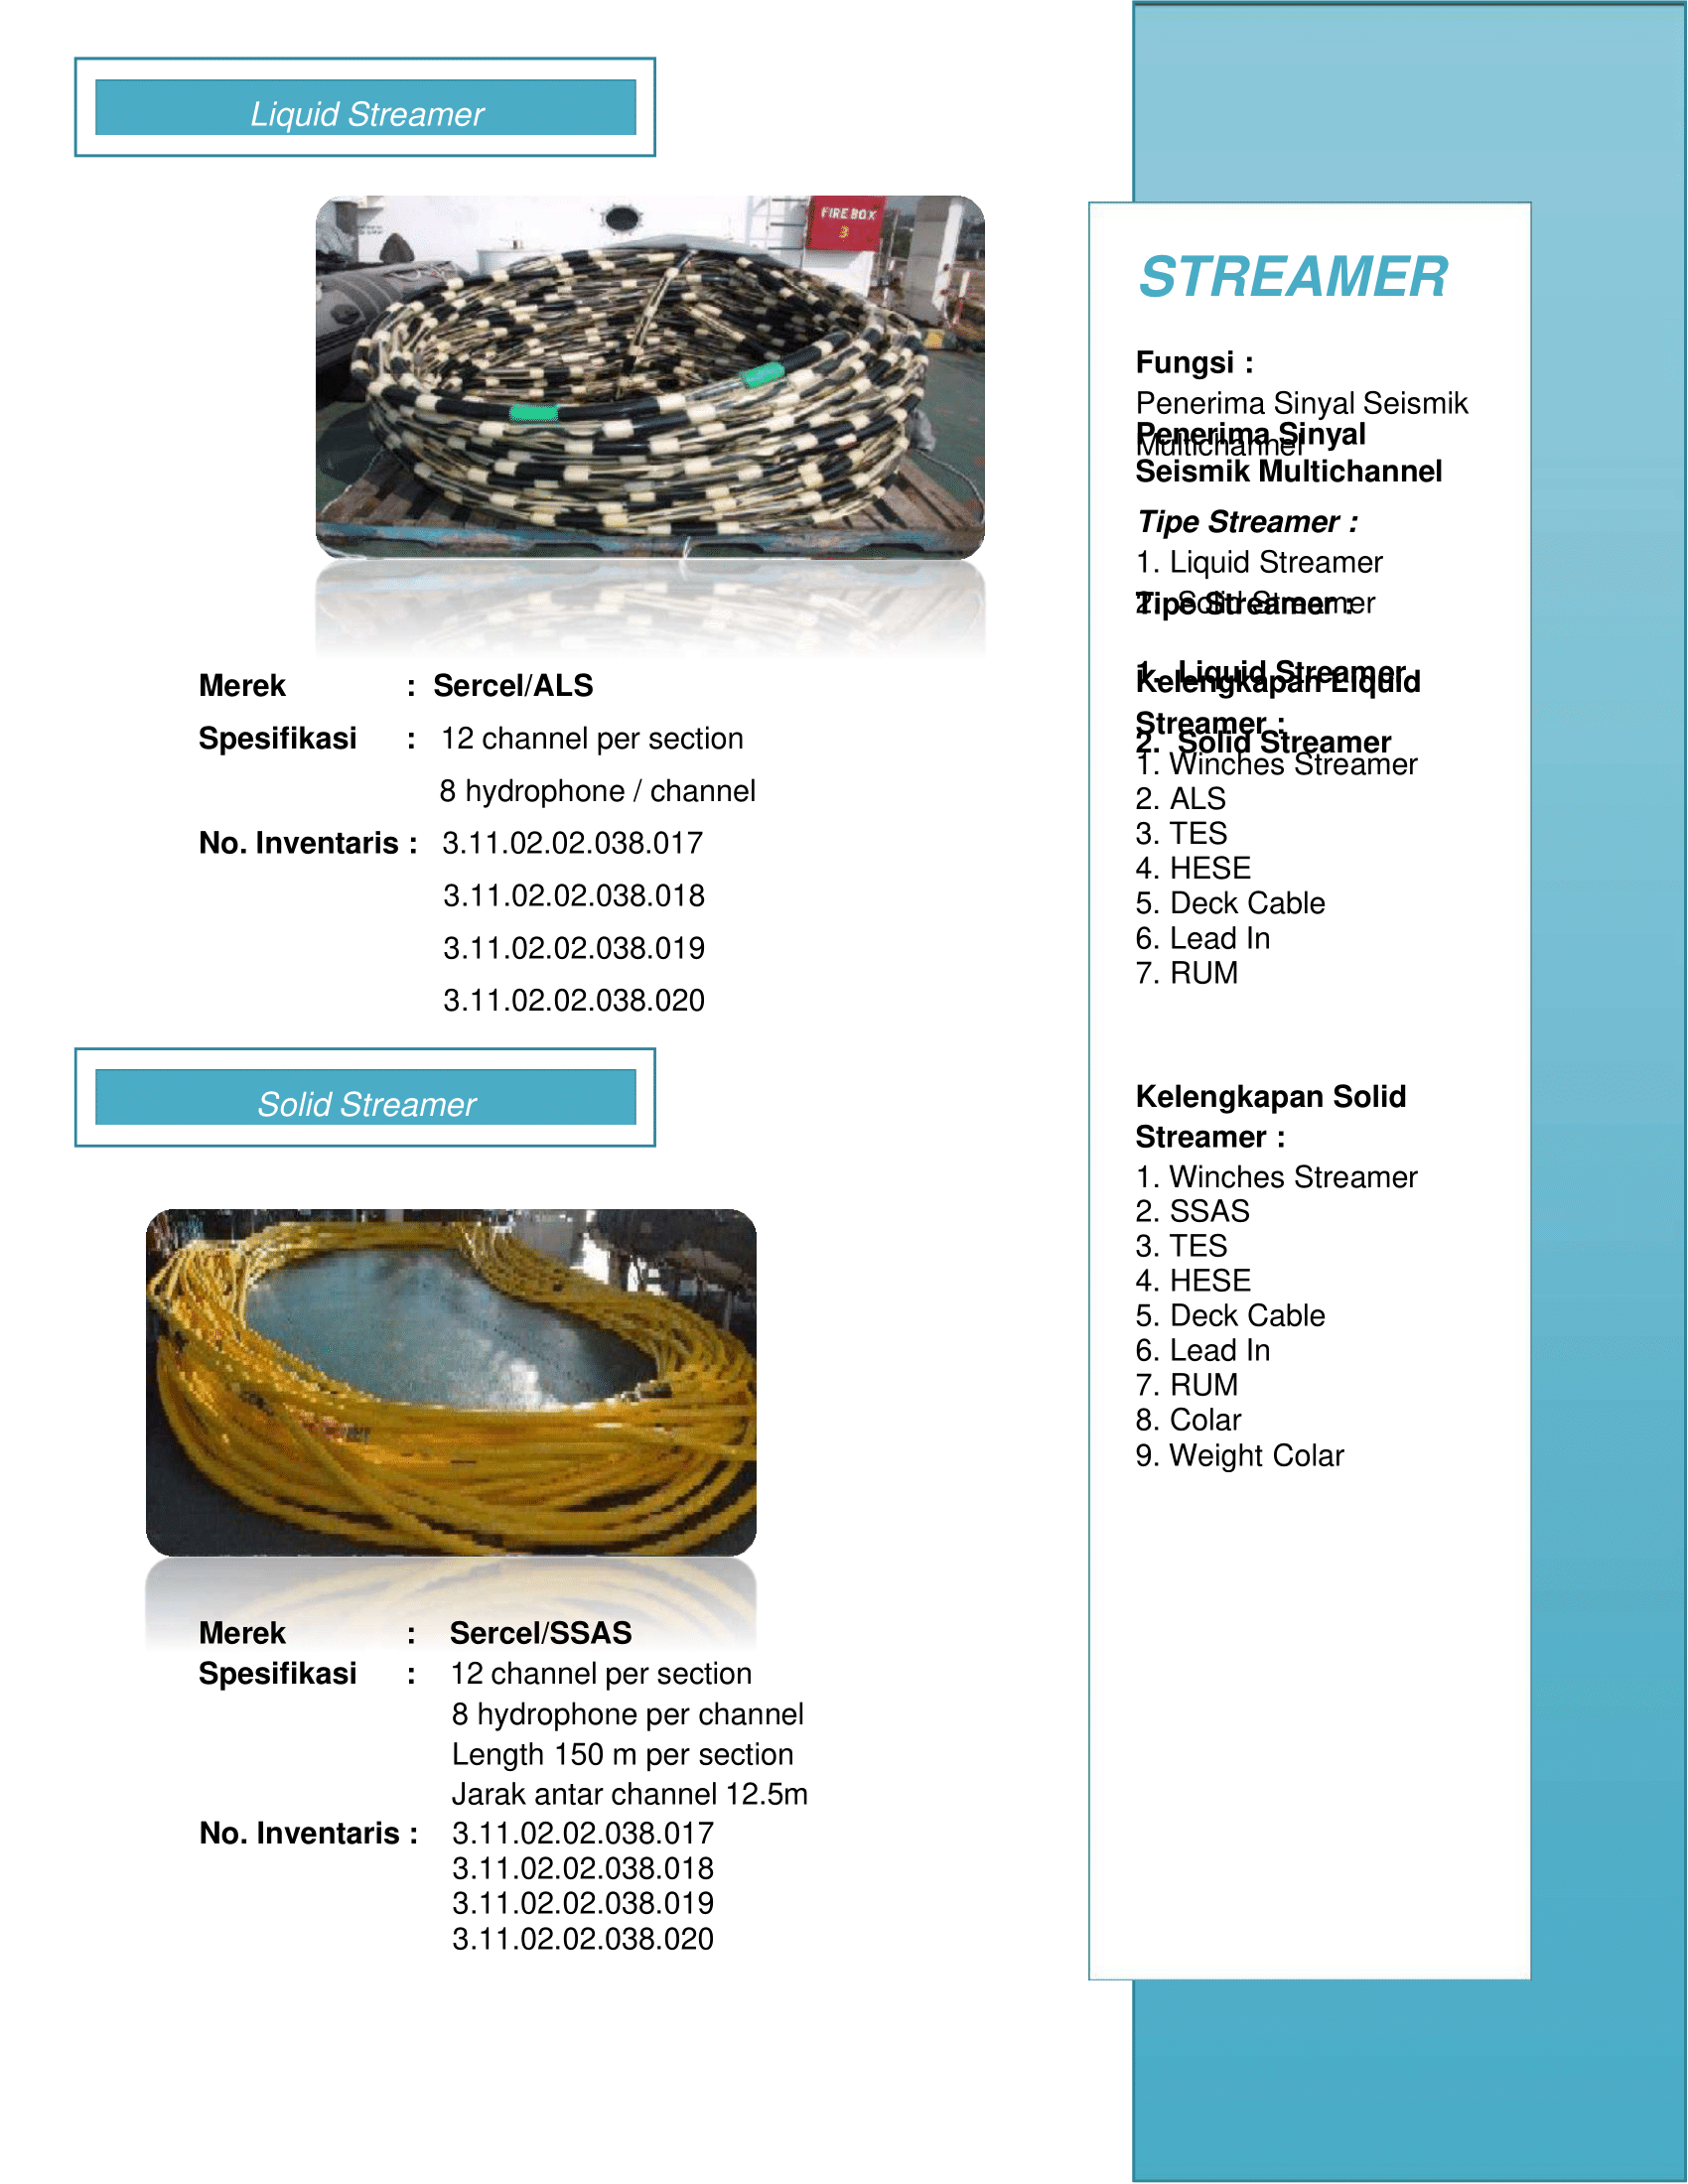 Liquid Streamer
FIRE BOX
3
Merek : Sercel/ALS
Spesifikasi : 12 channel per section
8 hydrophone / channel
No. Inventaris : 3.11.02.02.038.017
3.11.02.02.038.018
3.11.02.02.038.019
3.11.02.02.038.020
Solid Streamer
Merek : Sercel/SSAS
Spesifikasi : 12 channel per section
8 hydrophone per channel
Length 150 m per section
Jarak antar channel 12.5m
No. Inventaris : 3.11.02.02.038.017
3.11.02.02.038.018
3.11.02.02.038.019
3.11.02.02.038.020
STREAMER
Fungsi :
Penerima Sinyal Seismik
Multichannel
Penerima Sinyal
Seismik Multichannel
Tipe Streamer :
1. Liquid Streamer
2. Solid Streamer
Tipe Streamer :
1. Liquid Streamer
2. Solid Streamer
Kelengkapan Liquid
Streamer :
1. Winches Streamer
2. ALS
3. TES
4. HESE
5. Deck Cable
6. Lead In
7. RUM
Kelengkapan Solid
Streamer :
1. Winches Streamer
2. SSAS
3. TES
4. HESE
5. Deck Cable
6. Lead In
7. RUM
8. Colar
9. Weight Colar